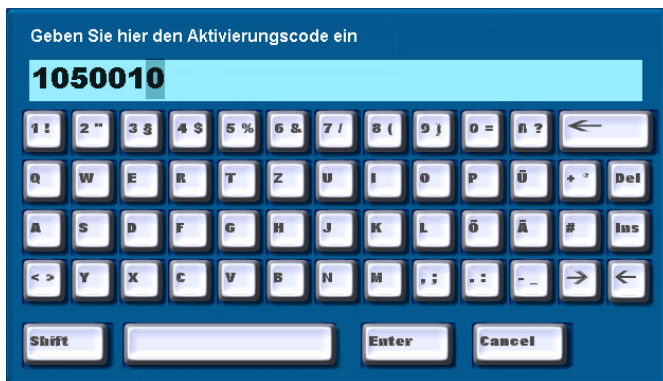 Geben Sie hier den Aktivierungscode ein
1050010
1 ! 2 " 3 § 4 $ 5 % 6 & 7 / 8 ( 9 ) 0 = ß ? ←
Q W E R T Z U I O P Ü + * Del
A S D F G H J K L Ö Ä # Ins
< > Y X C V B N M , ; . : - _ → ←
Shift Enter Cancel